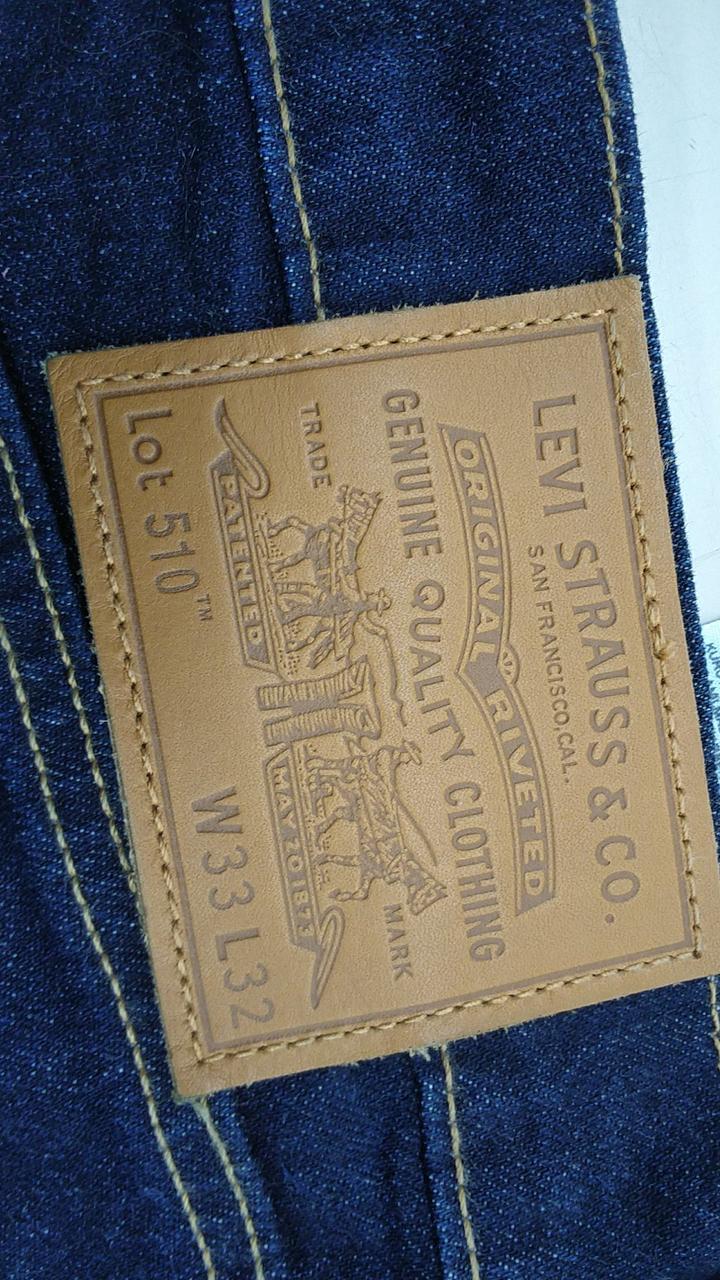 LEVI STRAUSS & CO.
SAN FRANCISCO, CAL.
ORIGINAL RIVETED
GENUINE QUALITY CLOTHING
TRADE MARK
PATENTED MAY 20 1873
Lot 510™
W33 L32